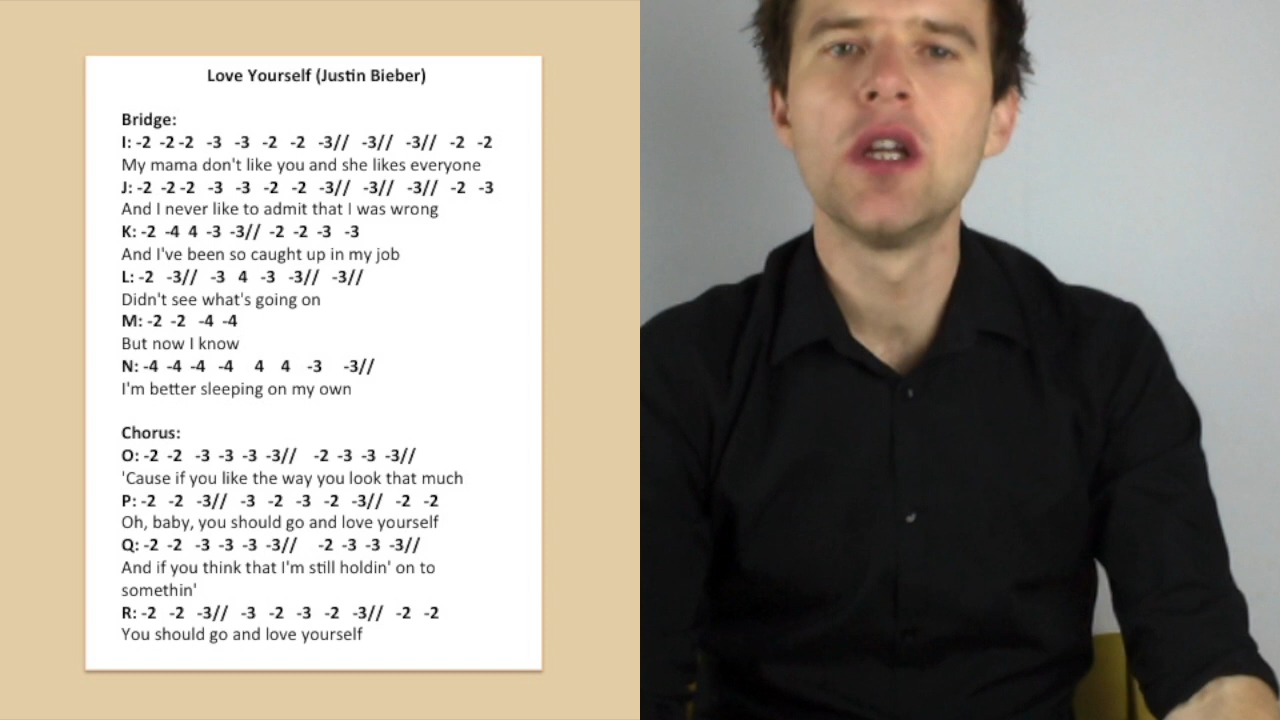 Love Yourself (Justin Bieber)
Bridge:
I: -2 -2 -2 -3 -3 -2 -2 -3// -3// -3// -2 -2
My mama don't like you and she likes everyone
J: -2 -2 -2 -3 -3 -2 -2 -3// -3// -3// -2 -3
And I never like to admit that I was wrong
K: -2 -4 4 -3 -3// -2 -2 -3 -3
And I've been so caught up in my job
L: -2 -3// -3 4 -3 -3// -3//
Didn't see what's going on
M: -2 -2 -4 -4
But now I know
N: -4 -4 -4 -4 4 4 -3 -3//
I'm better sleeping on my own
Chorus:
O: -2 -2 -3 -3 -3 -3// -2 -3 -3 -3//
'Cause if you like the way you look that much
P: -2 -2 -3// -3 -2 -3 -2 -3// -2 -2
Oh, baby, you should go and love yourself
Q: -2 -2 -3 -3 -3 -3// -2 -3 -3 -3//
And if you think that I'm still holdin' on to
somethin'
R: -2 -2 -3// -3 -2 -3 -2 -3// -2 -2
You should go and love yourself